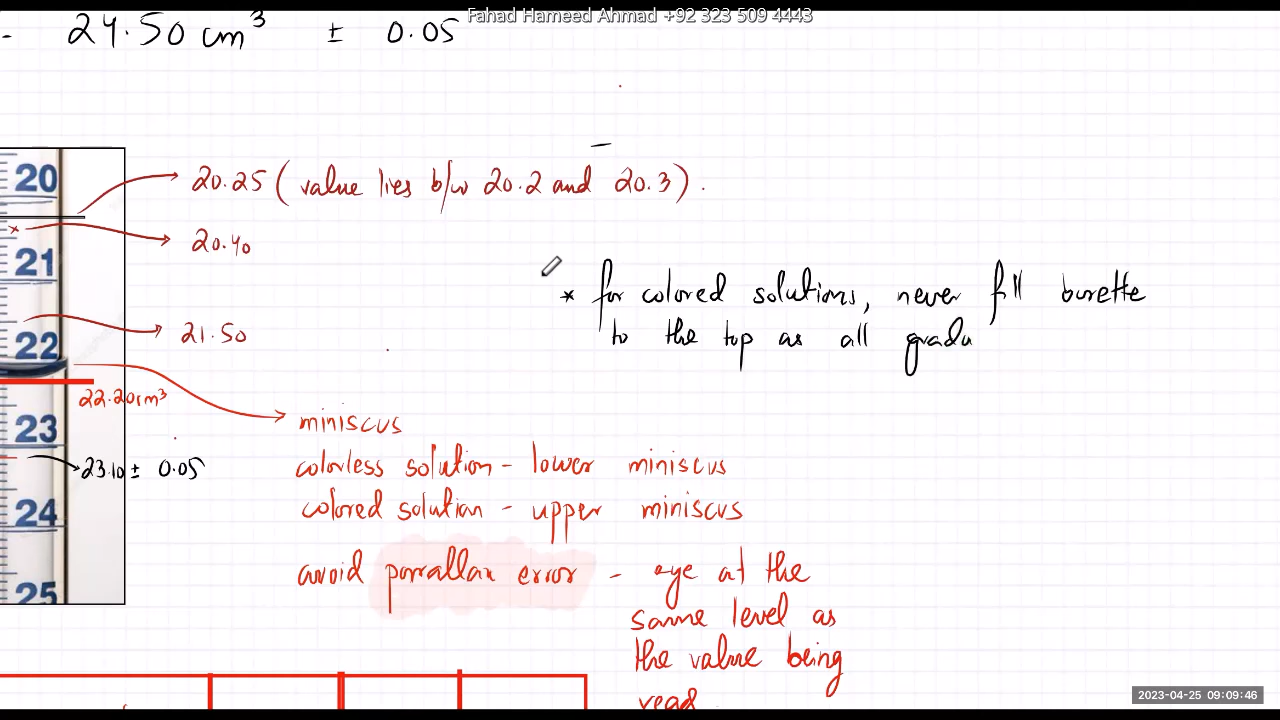 Fahad Hameed Ahmad +92 323 509 4443
- 24.50 cm³ ± 0.05
20
20.25 (value lies b/w 20.2 and 20.3).
20.40
21
* for colored solutions, never fill burette
to the top as all gradu
21.50
22
22.20cm³
miniscus
23
colorless solution - lower miniscus
23.10 ± 0.05
colored solution - upper miniscus
24
avoid parrallax error - eye at the
25
same level as
the value being
read.
2023-04-25 09:09:46